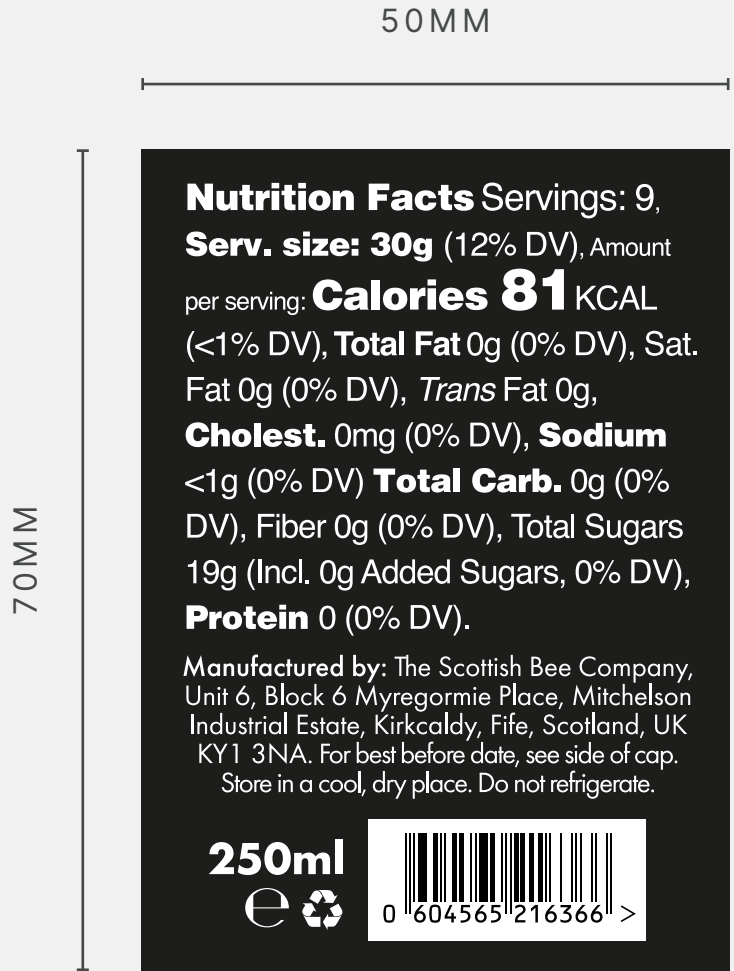 50MM
70MM
Nutrition Facts Servings: 9,
Serv. size: 30g (12% DV), Amount
per serving: Calories 81 KCAL
(<1% DV), Total Fat 0g (0% DV), Sat.
Fat 0g (0% DV), Trans Fat 0g,
Cholest. 0mg (0% DV), Sodium
<1g (0% DV) Total Carb. 0g (0%
DV), Fiber 0g (0% DV), Total Sugars
19g (Incl. 0g Added Sugars, 0% DV),
Protein 0 (0% DV).
Manufactured by: The Scottish Bee Company,
Unit 6, Block 6 Myregormie Place, Mitchelson
Industrial Estate, Kirkcaldy, Fife, Scotland, UK
KY1 3NA. For best before date, see side of cap.
Store in a cool, dry place. Do not refrigerate.
250ml
℮
0 604565 216366 >